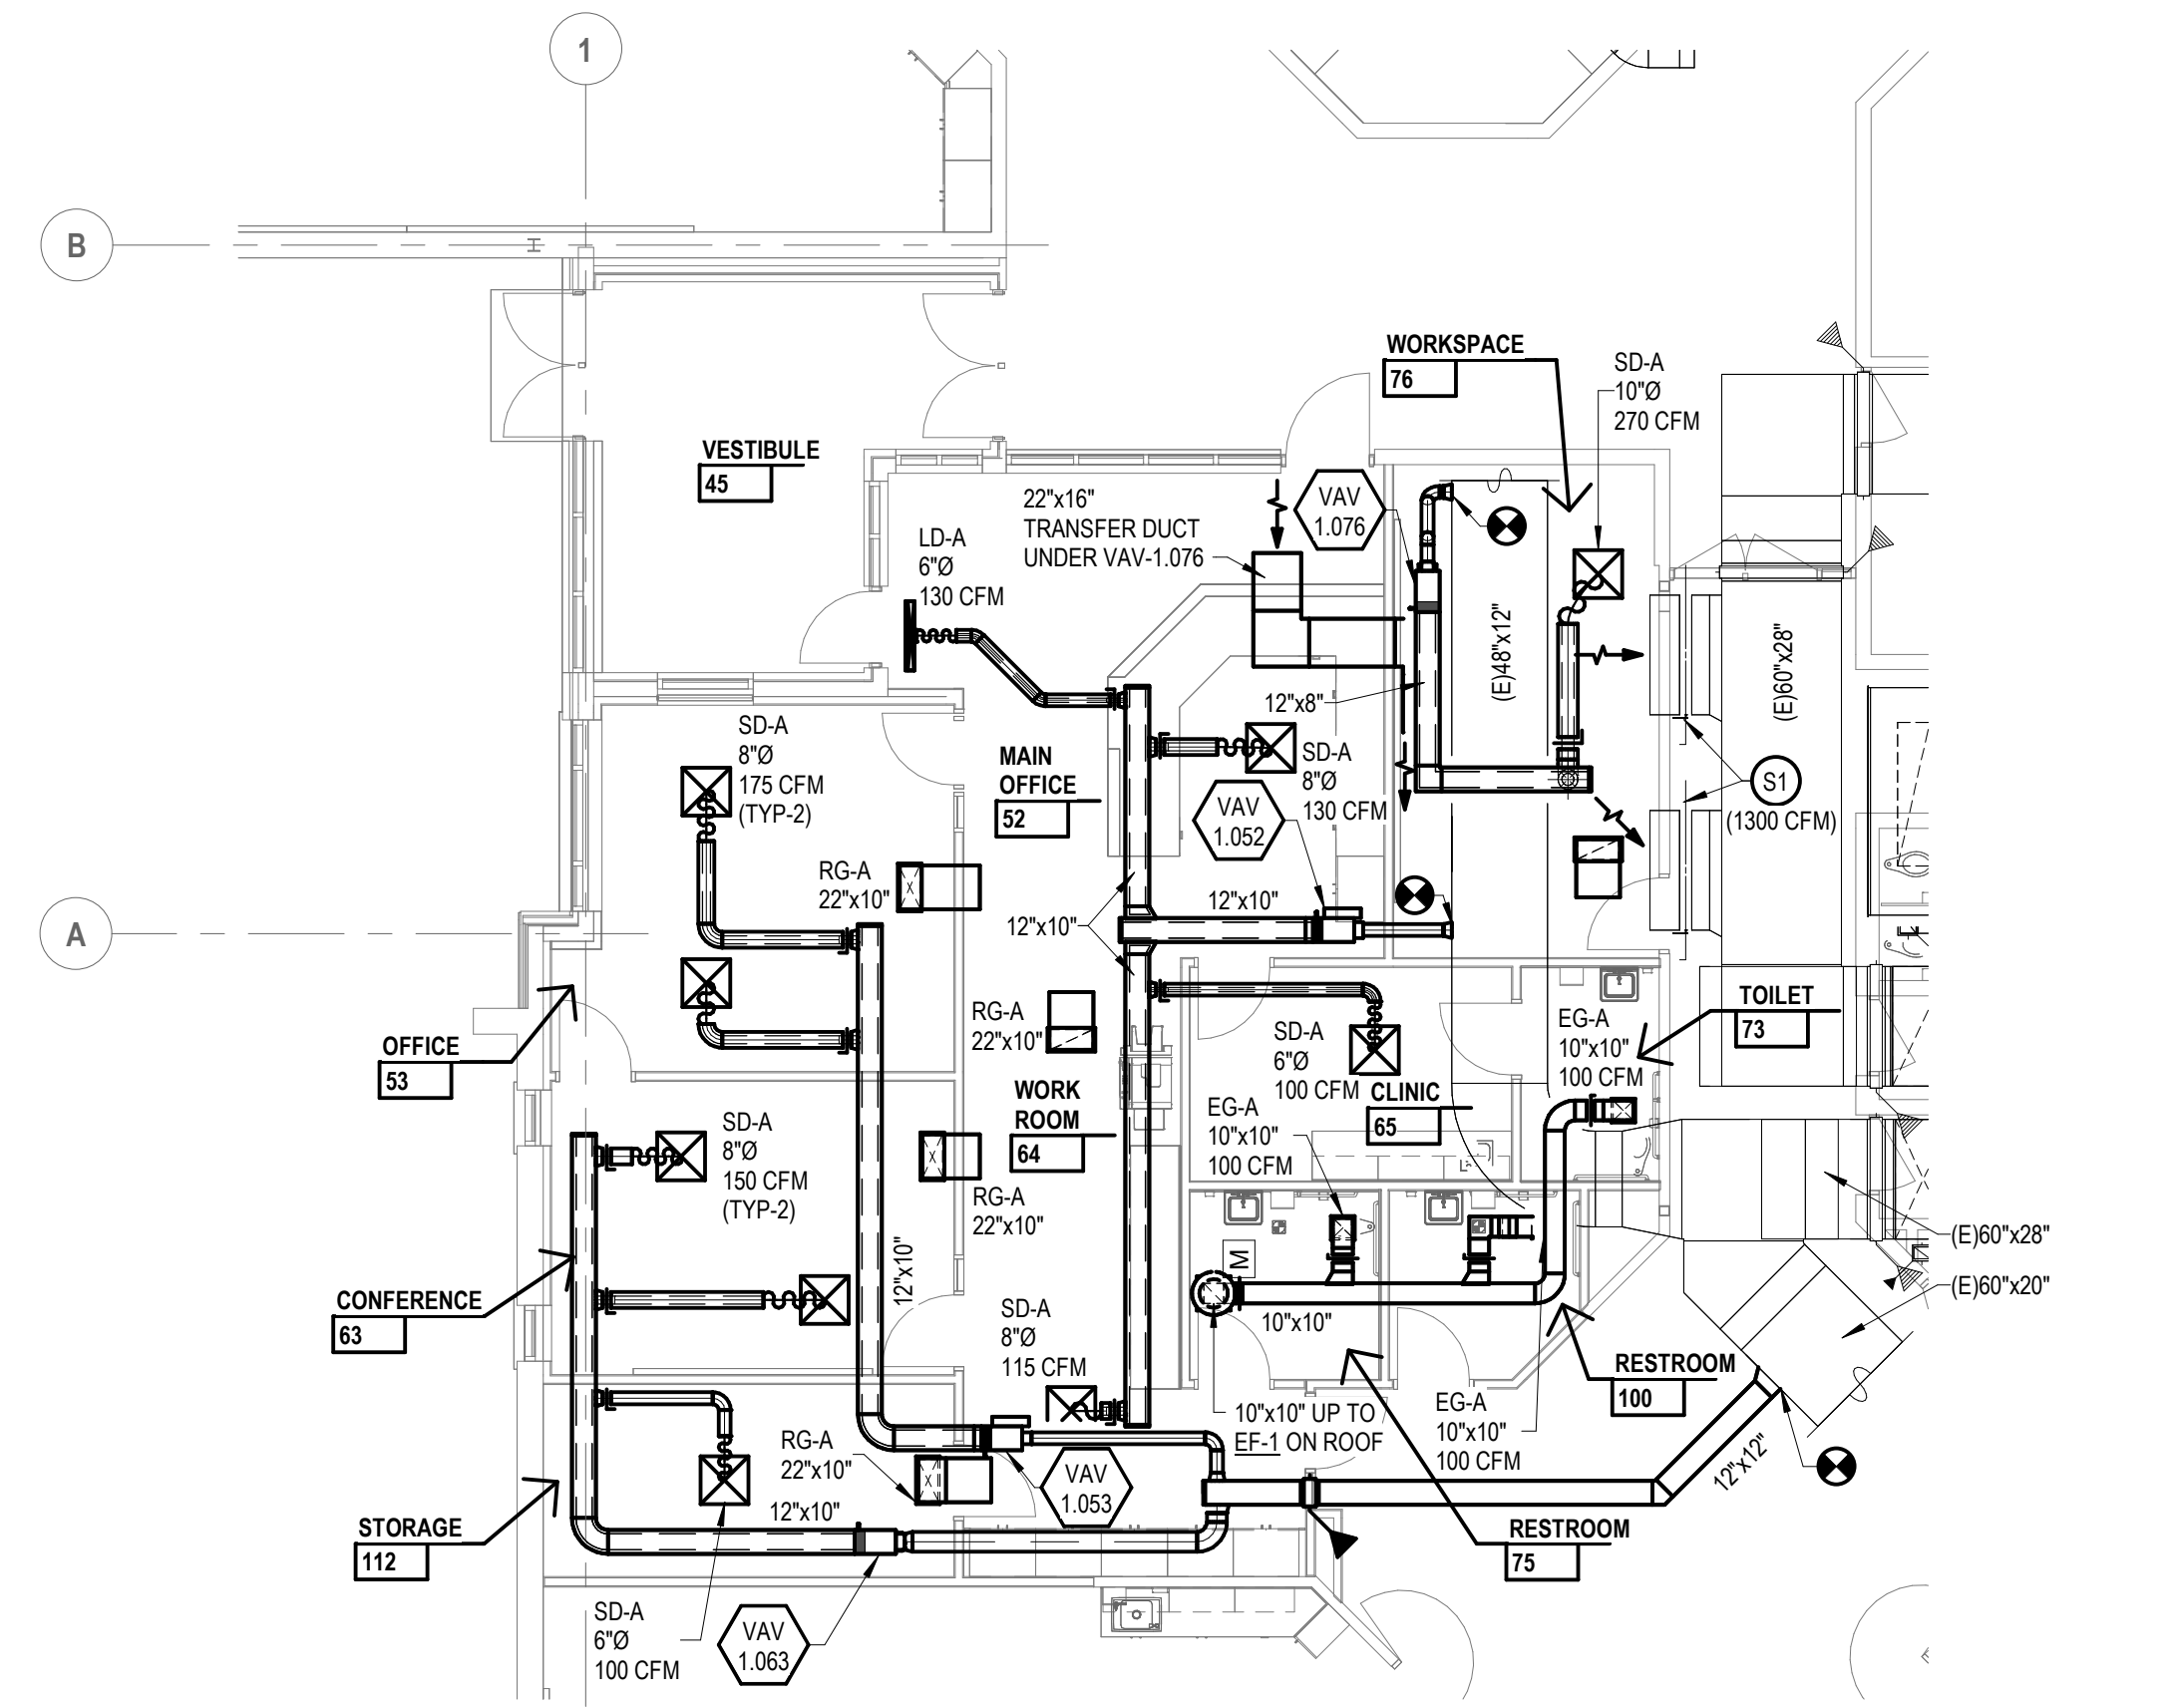 1
B
WORKSPACE
76
SD-A
10"Ø
270 CFM
VESTIBULE
45
22"x16"
TRANSFER DUCT
UNDER VAV-1.076
VAV
1.076
LD-A
6"Ø
130 CFM
(E)48"x12"
(E)60"x28"
12"x8"
SD-A
8"Ø
175 CFM
(TYP-2)
MAIN
OFFICE
52
SD-A
8"Ø
130 CFM
VAV
1.052
S1
(1300 CFM)
RG-A
22"x10"
12"x10"
12"x10"
A
RG-A
22"x10"
SD-A
6"Ø
100 CFM
EG-A
10"x10"
100 CFM
TOILET
73
OFFICE
53
WORK
ROOM
64
CLINIC
65
EG-A
10"x10"
100 CFM
SD-A
8"Ø
150 CFM
(TYP-2)
RG-A
22"x10"
12"x10"
M
(E)60"x28"
(E)60"x20"
CONFERENCE
63
SD-A
8"Ø
115 CFM
10"x10"
RESTROOM
100
10"x10" UP TO
EF-1 ON ROOF
EG-A
10"x10"
100 CFM
12"x12"
RG-A
22"x10"
12"x10"
VAV
1.053
STORAGE
112
RESTROOM
75
SD-A
6"Ø
100 CFM
VAV
1.063